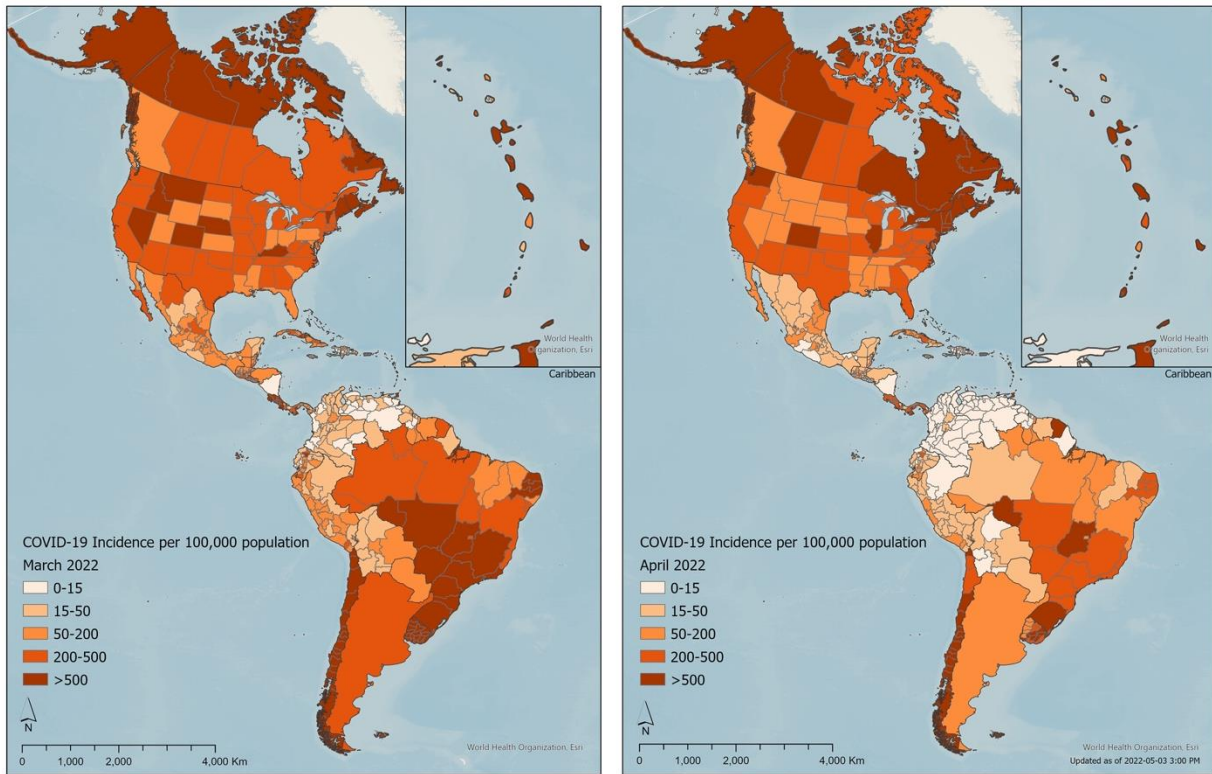 World Health
Organization, Esri
Caribbean
COVID-19 Incidence per 100,000 population
March 2022
0-15
15-50
50-200
200-500
>500
N
0 1,000 2,000 4,000 Km
World Health Organization, Esri
World Health
Organization, Esri
Caribbean
COVID-19 Incidence per 100,000 population
April 2022
0-15
15-50
50-200
200-500
>500
N
0 1,000 2,000 4,000 Km
World Health Organization, Esri
Updated as of 2022-05-03 3:00 PM